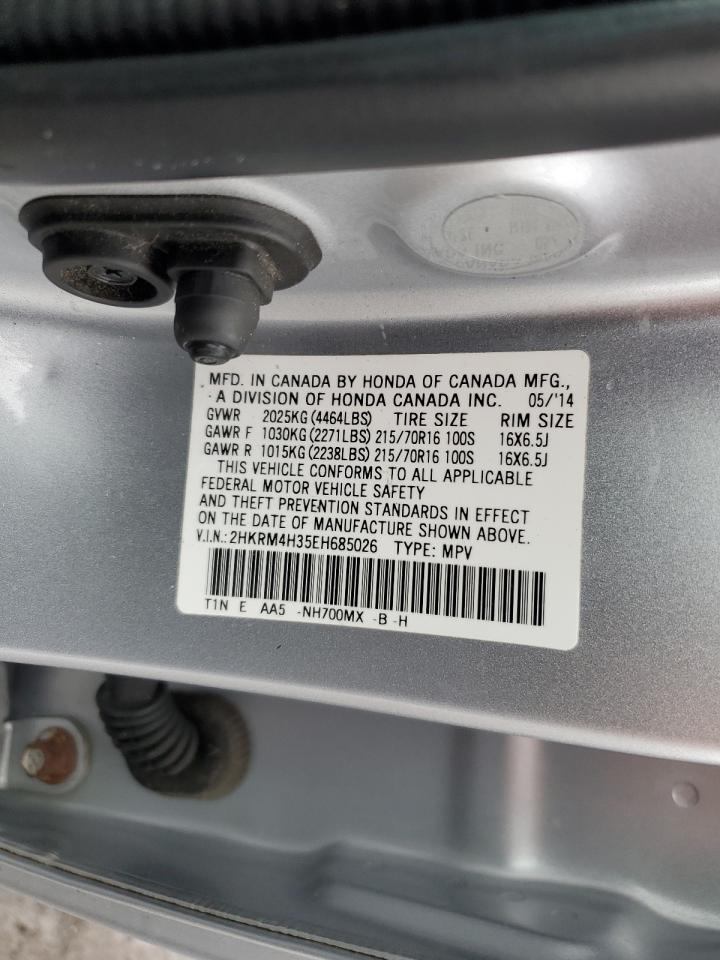 MFD. IN CANADA BY HONDA OF CANADA MFG.,
A DIVISION OF HONDA CANADA INC. 05/'14
GVWR 2025KG (4464LBS) TIRE SIZE RIM SIZE
GAWR F 1030KG (2271LBS) 215/70R16 100S 16X6.5J
GAWR R 1015KG (2238LBS) 215/70R16 100S 16X6.5J
THIS VEHICLE CONFORMS TO ALL APPLICABLE
FEDERAL MOTOR VEHICLE SAFETY
AND THEFT PREVENTION STANDARDS IN EFFECT
ON THE DATE OF MANUFACTURE SHOWN ABOVE.
V.I.N.: 2HKRM4H35EH685026 TYPE: MPV
T1N E AA5 -NH700MX -B -H